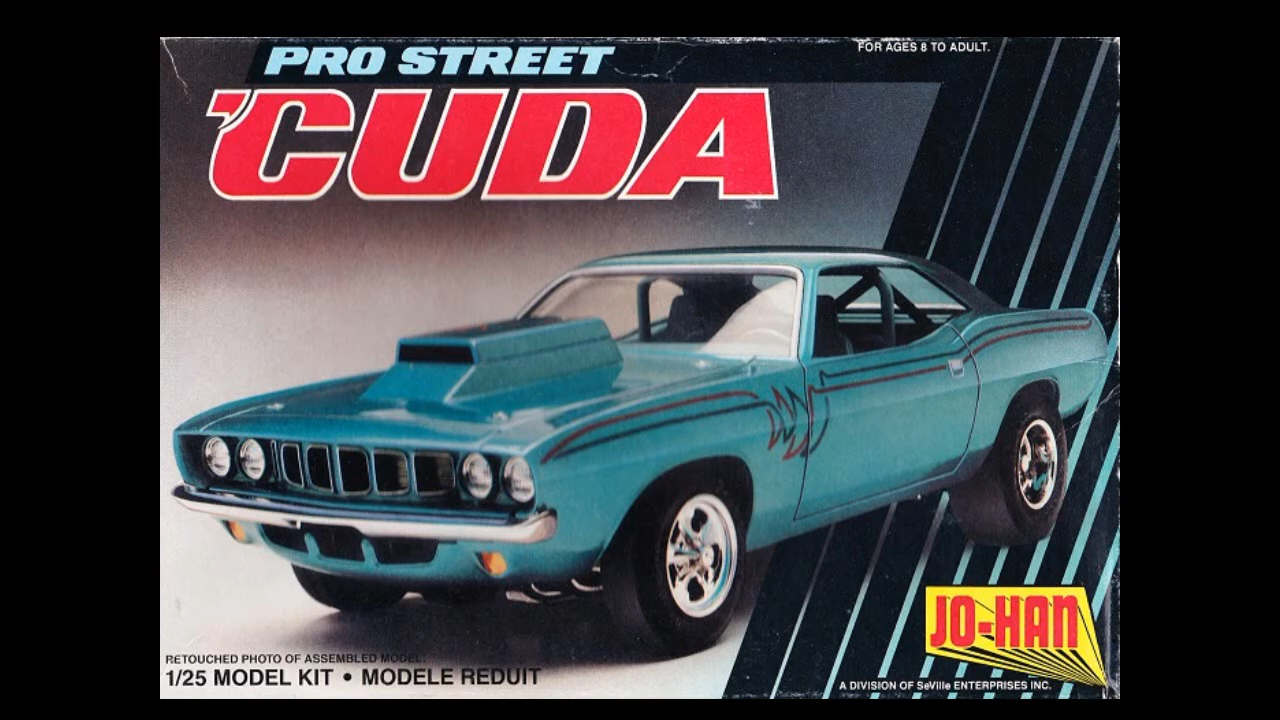 PRO STREET
FOR AGES 8 TO ADULT.
'CUDA
JO-HAN
RETOUCHED PHOTO OF ASSEMBLED MODEL.
1/25 MODEL KIT • MODELE REDUIT
A DIVISION OF SeVille ENTERPRISES INC.